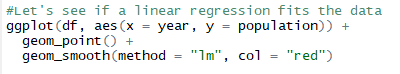 #Let's see if a linear regression fits the data
ggplot(df, aes(x = year, y = population)) +
  geom_point() +
  geom_smooth(method = "lm", col = "red")